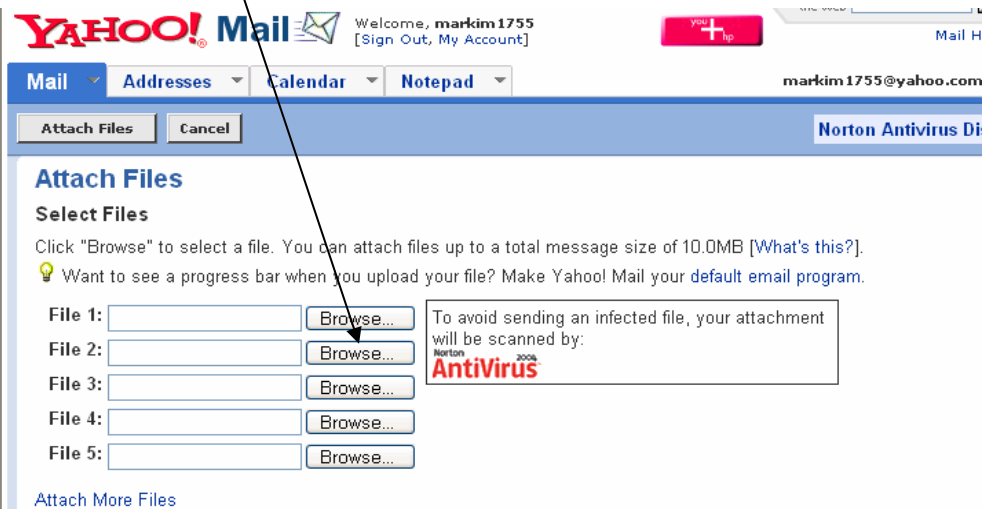 YAHOO! Mail Welcome, markim1755
[Sign Out, My Account]
you + hp
Mail H
Mail Addresses Calendar Notepad markim1755@yahoo.com
Attach Files Cancel Norton Antivirus Di
Attach Files
Select Files
Click "Browse" to select a file. You can attach files up to a total message size of 10.0MB [What's this?].
Want to see a progress bar when you upload your file? Make Yahoo! Mail your default email program.
File 1: Browse...
To avoid sending an infected file, your attachment
will be scanned by:
Norton 2004
AntiVirus
File 2: Browse...
File 3: Browse...
File 4: Browse...
File 5: Browse...
Attach More Files